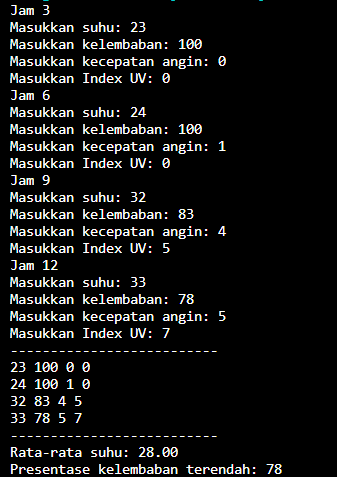 Jam 3
Masukkan suhu: 23
Masukkan kelembaban: 100
Masukkan kecepatan angin: 0
Masukkan Index UV: 0
Jam 6
Masukkan suhu: 24
Masukkan kelembaban: 100
Masukkan kecepatan angin: 1
Masukkan Index UV: 0
Jam 9
Masukkan suhu: 32
Masukkan kelembaban: 83
Masukkan kecepatan angin: 4
Masukkan Index UV: 5
Jam 12
Masukkan suhu: 33
Masukkan kelembaban: 78
Masukkan kecepatan angin: 5
Masukkan Index UV: 7
--------------------------
23 100 0 0
24 100 1 0
32 83 4 5
33 78 5 7
--------------------------
Rata-rata suhu: 28.00
Presentase kelembaban terendah: 78